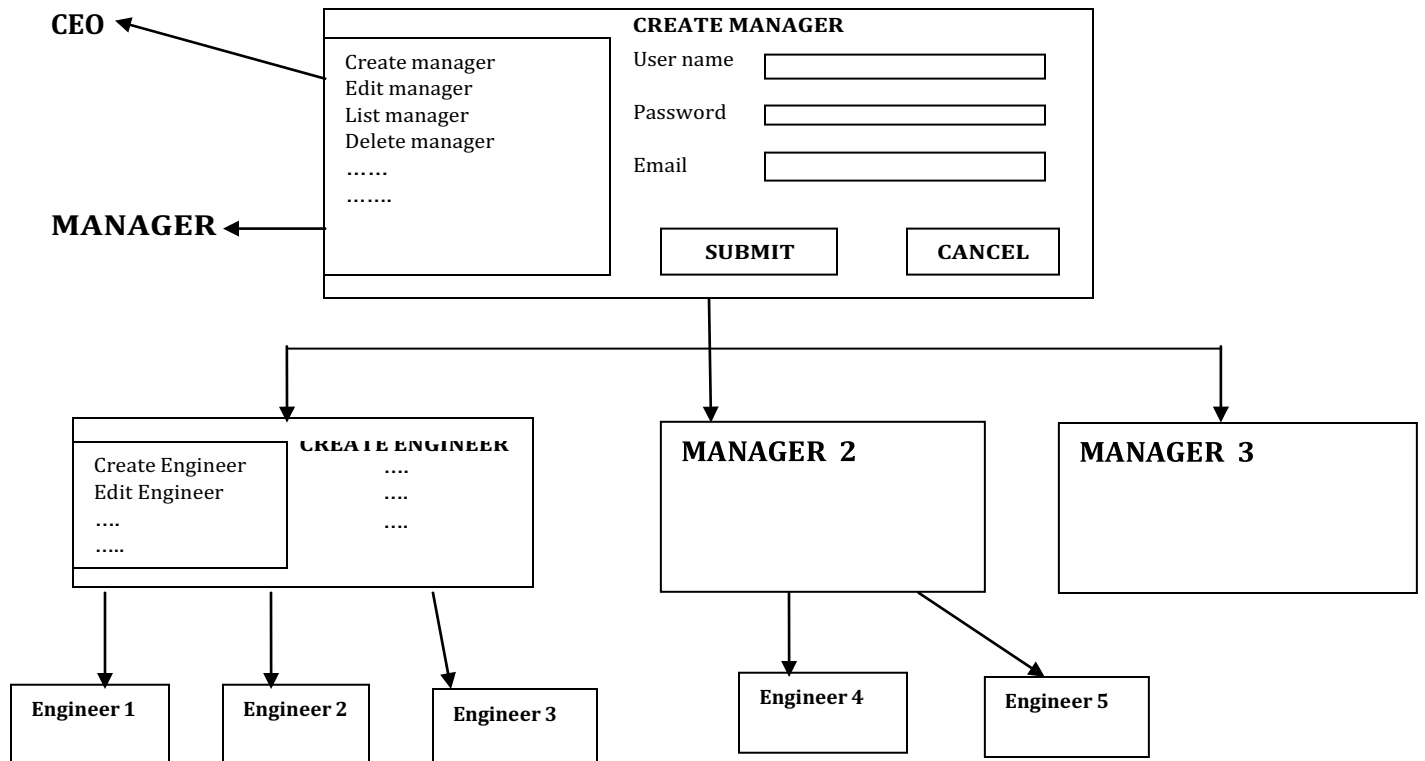 CEO
CREATE MANAGER
Create manager
Edit manager
List manager
Delete manager
……
…….
User name
Password
Email
MANAGER
SUBMIT
CANCEL
Create Engineer
Edit Engineer
….
…..
CREATE ENGINEER
….
….
….
MANAGER 2
MANAGER 3
Engineer 1
Engineer 2
Engineer 3
Engineer 4
Engineer 5